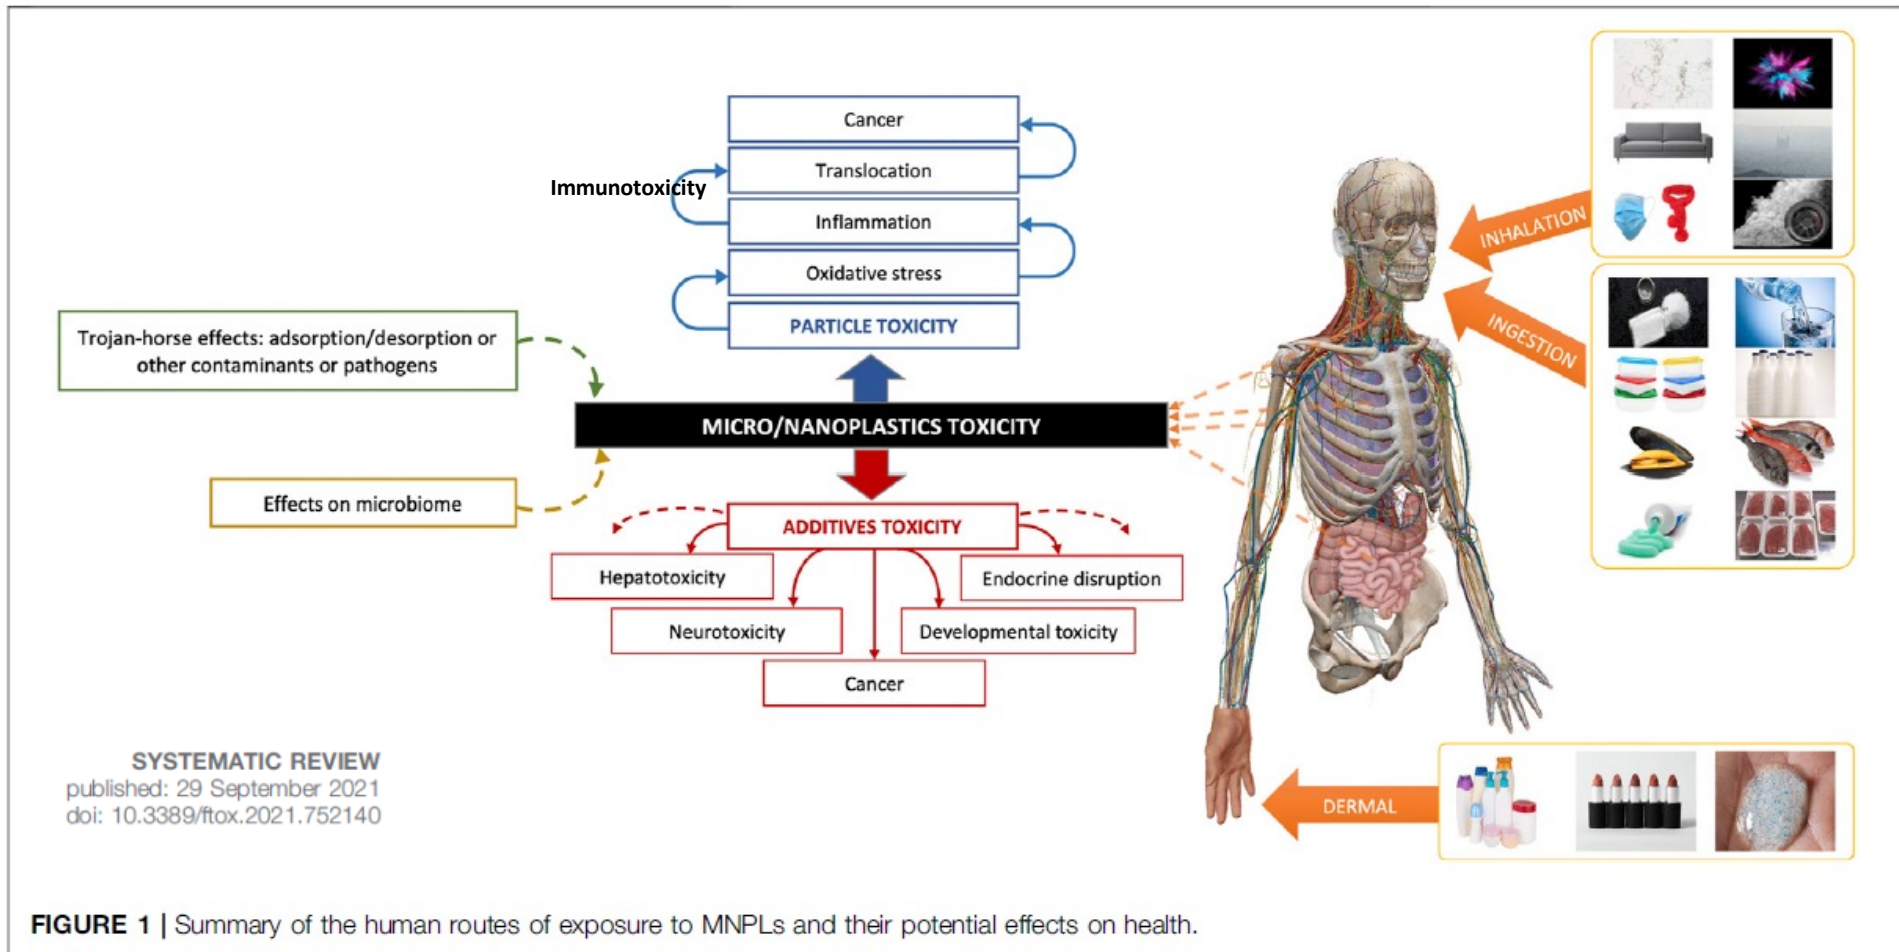 Cancer
Translocation
Immunotoxicity
Inflammation
Oxidative stress
PARTICLE TOXICITY
Trojan-horse effects: adsorption/desorption or
other contaminants or pathogens
MICRO/NANOPLASTICS TOXICITY
Effects on microbiome
ADDITIVES TOXICITY
Hepatotoxicity
Endocrine disruption
Neurotoxicity
Developmental toxicity
Cancer
INHALATION
INGESTION
DERMAL
SYSTEMATIC REVIEW
published: 29 September 2021
doi: 10.3389/ftox.2021.752140
FIGURE 1 | Summary of the human routes of exposure to MNPLs and their potential effects on health.